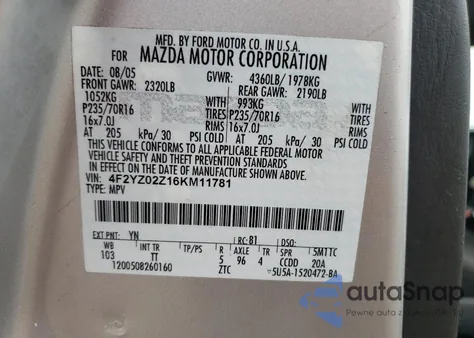 MFD. BY FORD MOTOR CO. IN U.S.A.
FOR MAZDA MOTOR CORPORATION
DATE: 08/05 GVWR: 4360LB/ 1978KG
FRONT GAWR: 2320LB REAR GAWR: 2190LB
1052KG WITH 993KG WITH
P235/70R16 TIRES P235/70R16 TIRES
16x7.0J RIMS 16x7.0J RIMS
AT 205 kPa/ 30 PSI COLD AT 205 kPa/ 30 PSI COLD
THIS VEHICLE CONFORMS TO ALL APPLICABLE FEDERAL MOTOR
VEHICLE SAFETY AND THEFT PREVENTION STANDARDS IN
EFFECT ON THE DATE OF MANUFACTURE SHOWN ABOVE.
VIN: 4F2YZ02Z16KM11781
TYPE: MPV
EXT PNT: YN RC: 81 DSO:
WB INT TR TP/PS R AXLE TR SPR 5MTTC
103 TT 5 96 4 CCDD 20A
1200508260160 ZTC 5U5A-1520472-BA
autoSnap
Pewne auto z